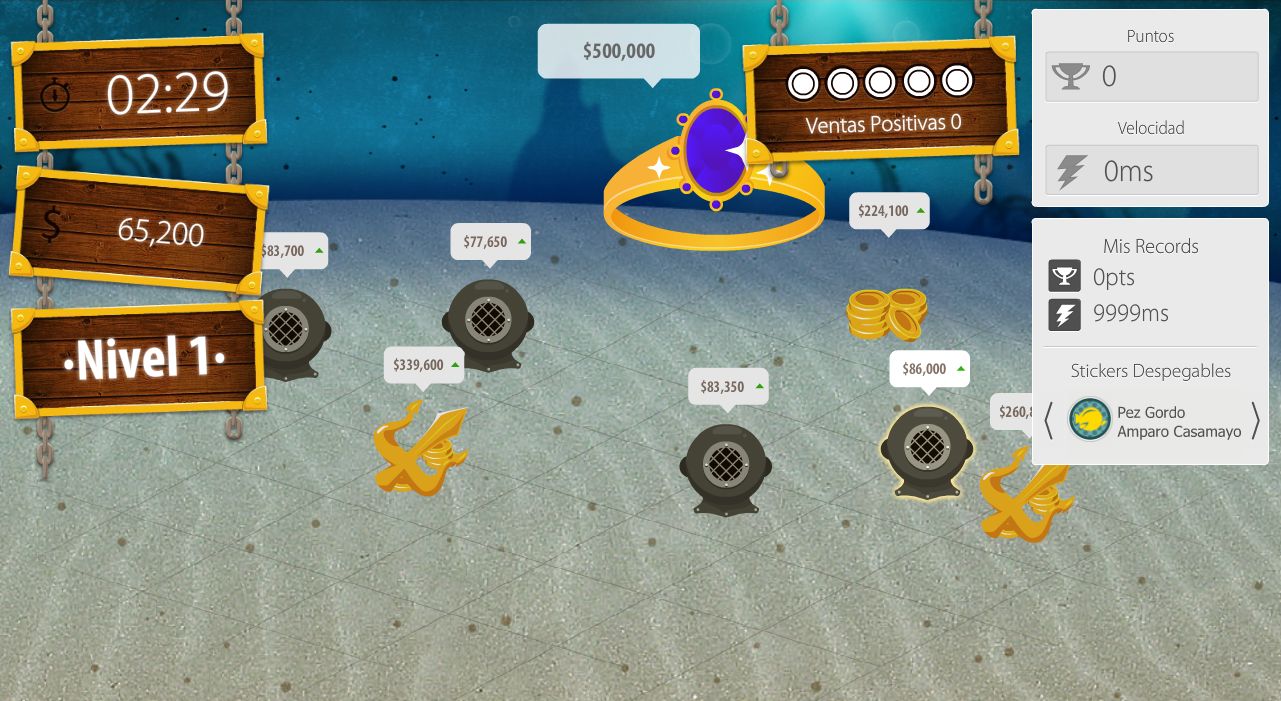 02:29
$ 65,200
·Nivel 1·
$500,000
Ventas Positivas 0
$83,700
$77,650
$224,100
$339,600
$83,350
$86,000
Puntos
0
Velocidad
0ms
Mis Records
0pts
9999ms
Stickers Despegables
Pez Gordo
Amparo Casamayo